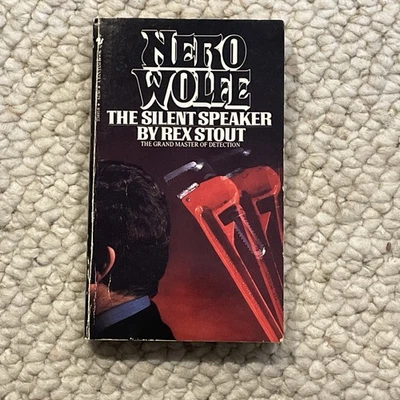 NERO
WOLFE
THE SILENT SPEAKER
BY REX STOUT
THE GRAND MASTER OF DETECTION